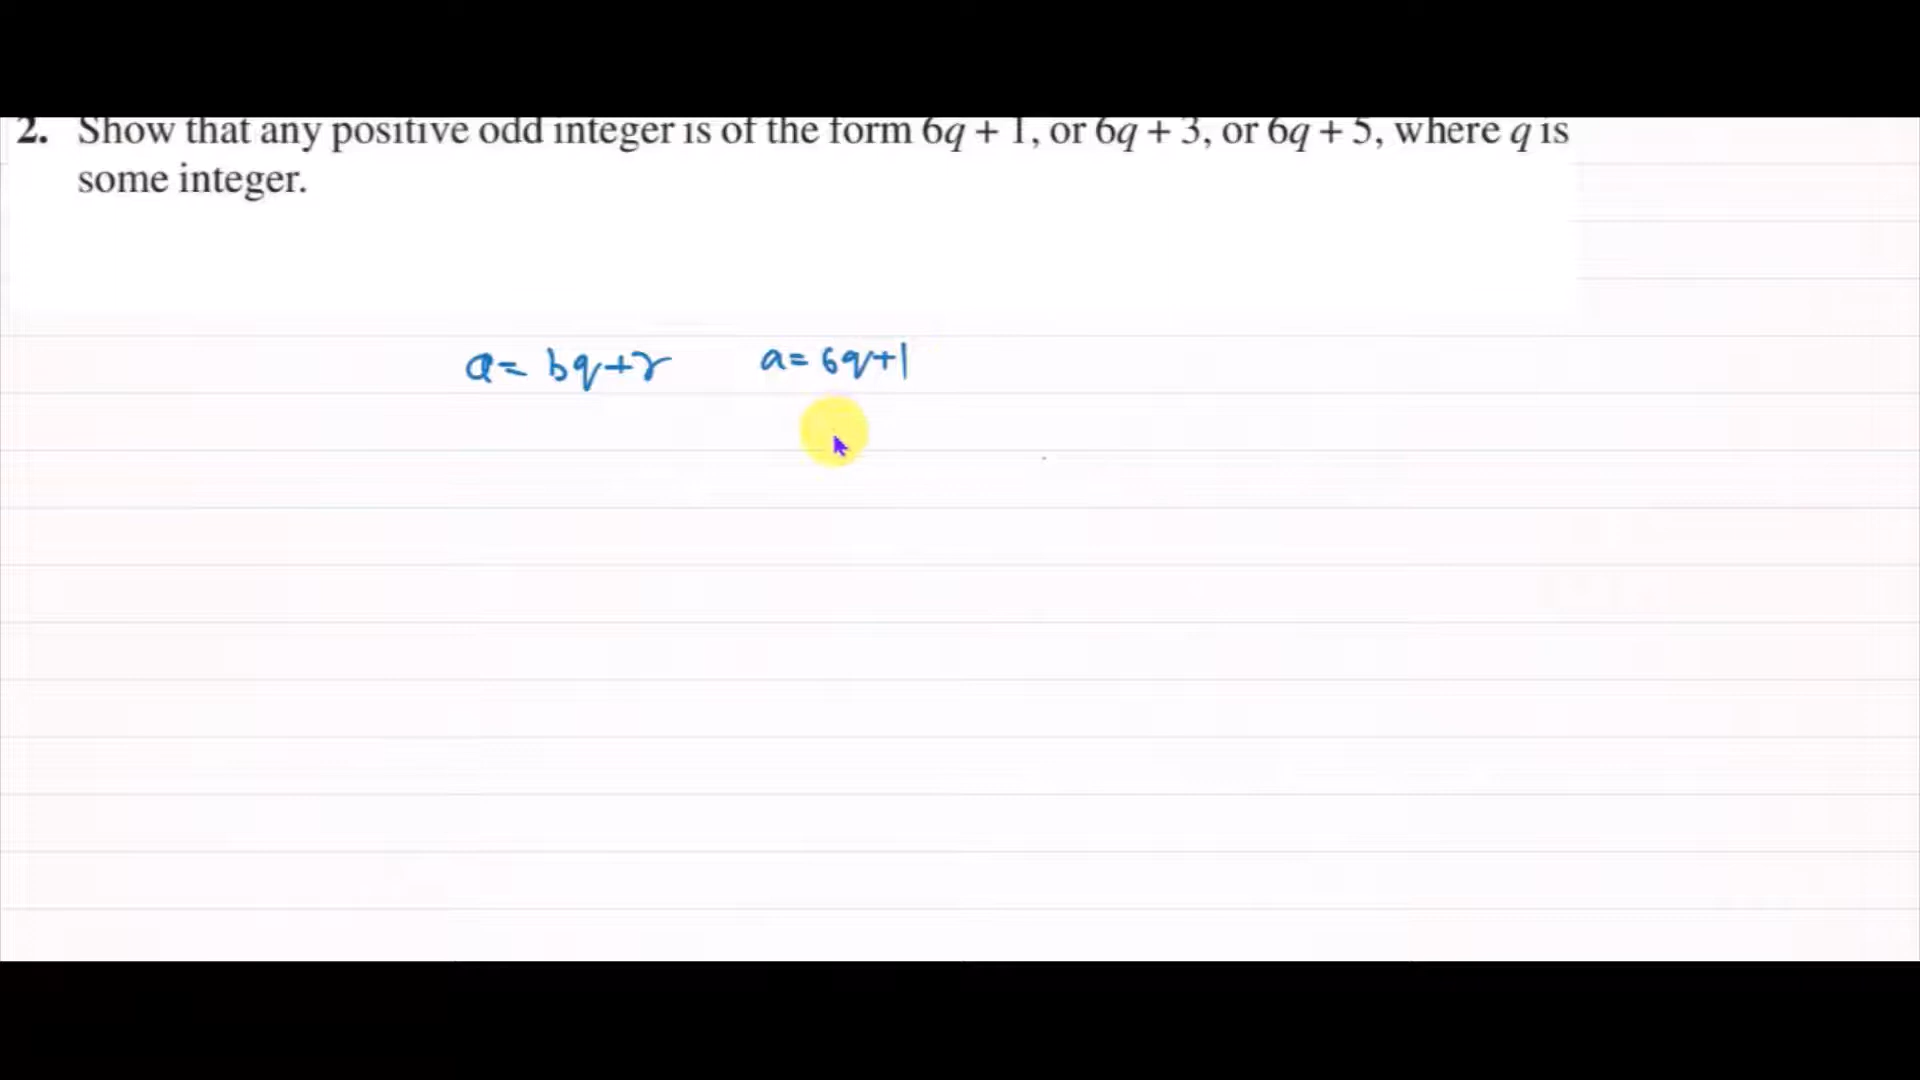 2. Show that any positive odd integer is of the form 6q + 1, or 6q + 3, or 6q + 5, where q is
some integer.
a = bq+r a = 6q+1